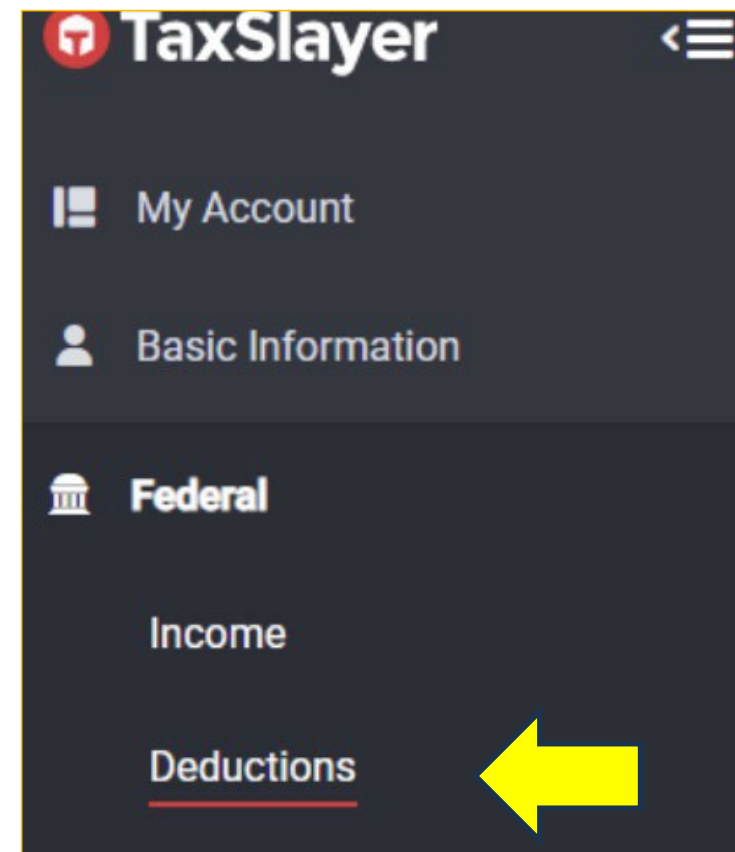 TaxSlayer
My Account
Basic Information
Federal
Income
Deductions